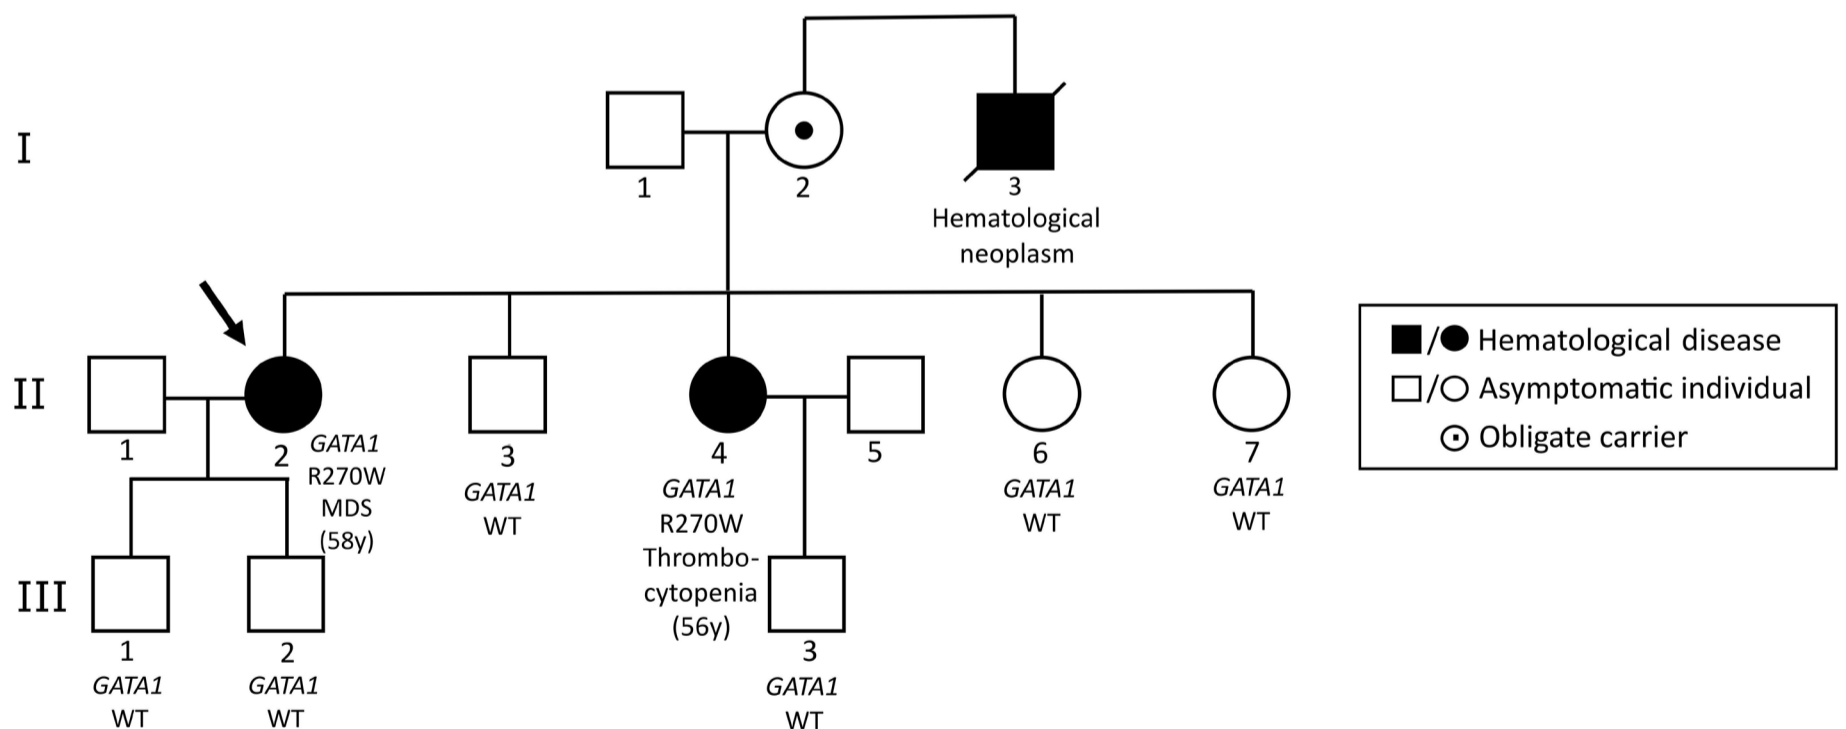 I
1
2
3
Hematological
neoplasm
II
1
2
GATA1
R270W
MDS
(58y)
3
GATA1
WT
4
GATA1
R270W
Thrombo-
cytopenia
(56y)
5
6
GATA1
WT
7
GATA1
WT
III
1
GATA1
WT
2
GATA1
WT
3
GATA1
WT
/ Hematological disease
/ Asymptomatic individual
Obligate carrier